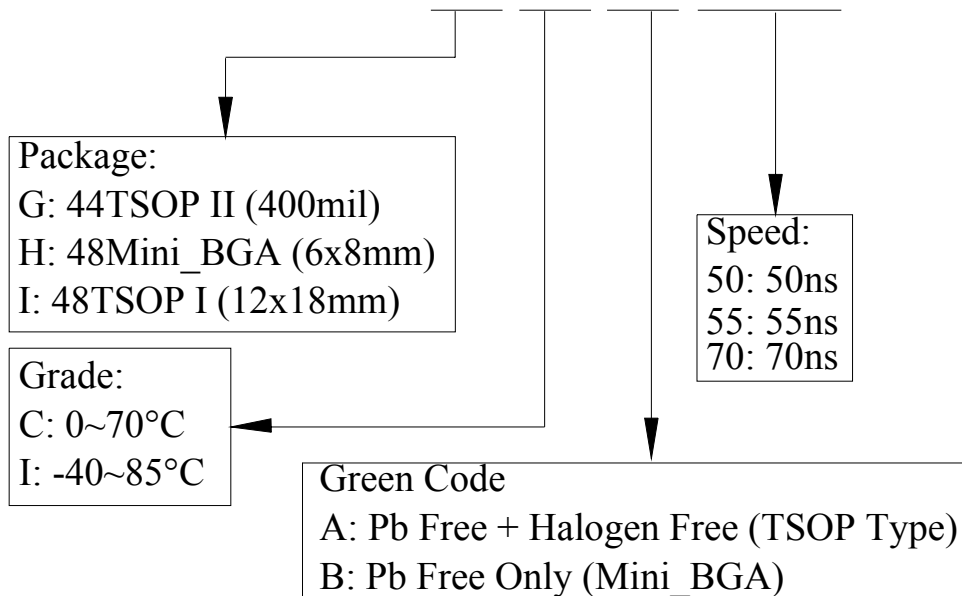 Package:
G: 44TSOP II (400mil)
H: 48Mini_BGA (6x8mm)
I: 48TSOP I (12x18mm)
Speed:
50: 50ns
55: 55ns
70: 70ns
Grade:
C: 0~70°C
I: -40~85°C
Green Code
A: Pb Free + Halogen Free (TSOP Type)
B: Pb Free Only (Mini_BGA)